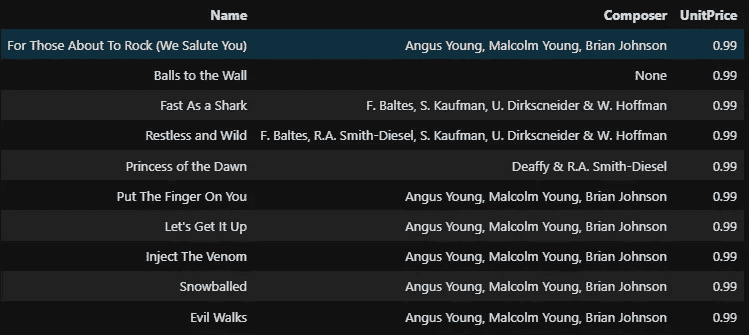 Name Composer UnitPrice
For Those About To Rock (We Salute You) Angus Young, Malcolm Young, Brian Johnson 0.99
Balls to the Wall None 0.99
Fast As a Shark F. Baltes, S. Kaufman, U. Dirkscneider & W. Hoffman 0.99
Restless and Wild F. Baltes, R.A. Smith-Diesel, S. Kaufman, U. Dirkscneider & W. Hoffman 0.99
Princess of the Dawn Deaffy & R.A. Smith-Diesel 0.99
Put The Finger On You Angus Young, Malcolm Young, Brian Johnson 0.99
Let's Get It Up Angus Young, Malcolm Young, Brian Johnson 0.99
Inject The Venom Angus Young, Malcolm Young, Brian Johnson 0.99
Snowballed Angus Young, Malcolm Young, Brian Johnson 0.99
Evil Walks Angus Young, Malcolm Young, Brian Johnson 0.99